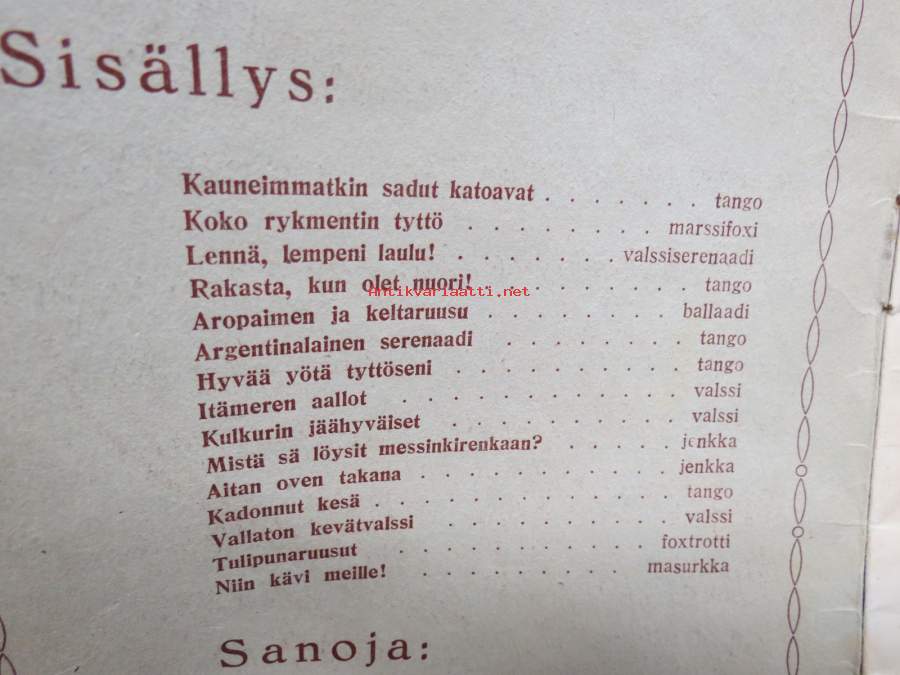 Sisällys:
Kauneimmatkin sadut katoavat . . . . . . . tango
Koko rykmentin tyttö . . . . . . . . marssifoxi
Lennä, lempeni laulu! . . . . . . . valssiserenaadi
Rakasta, kun olet nuori! . . . . . . . . tango
Antikvariaatti.net
Aropaimen ja keltaruusu . . . . . . . . ballaadi
Argentinalainen serenaadi . . . . . . . tango
Hyvää yötä tyttöseni . . . . . . . . . tango
Itämeren aallot . . . . . . . . . . . valssi
Kulkurin jäähyväiset . . . . . . . . . valssi
Mistä sä löysit messinkirenkaan? . . . . . jenkka
Aitan oven takana . . . . . . . . . . jenkka
Kadonnut kesä . . . . . . . . . . . tango
Vallaton kevätvalssi . . . . . . . . . valssi
Tulipunaruusut . . . . . . . . . . foxtrotti
Niin kävi meille! . . . . . . . . . masurkka
Sanoja: